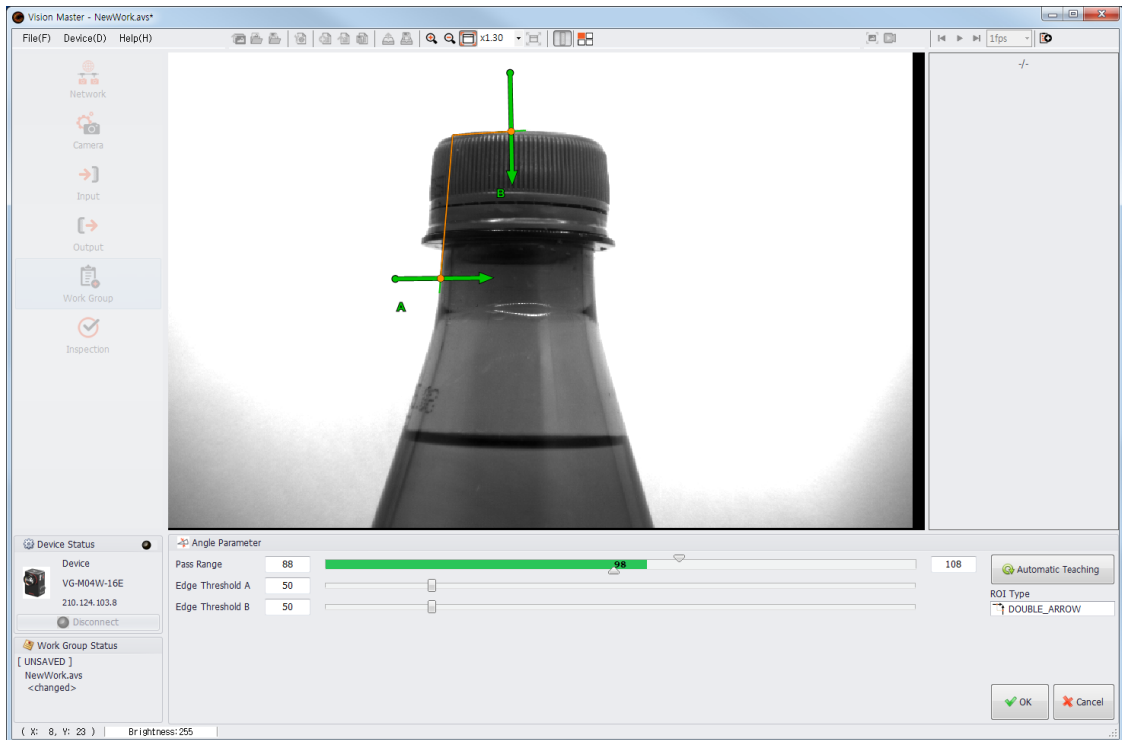 Vision Master - NewWork.avs*
File(F) Device(D) Help(H)
x1.30
1fps
Network
Camera
Input
Output
Work Group
Inspection
B
A
-/-
Device Status
Device
VG-M04W-16E
210.124.103.8
Disconnect
Work Group Status
[ UNSAVED ]
NewWork.avs
<changed>
Angle Parameter
Pass Range 88 98 108
Edge Threshold A 50
Edge Threshold B 50
Automatic Teaching
ROI Type
DOUBLE_ARROW
OK Cancel
( X: 8, Y: 23 ) Brightness:255